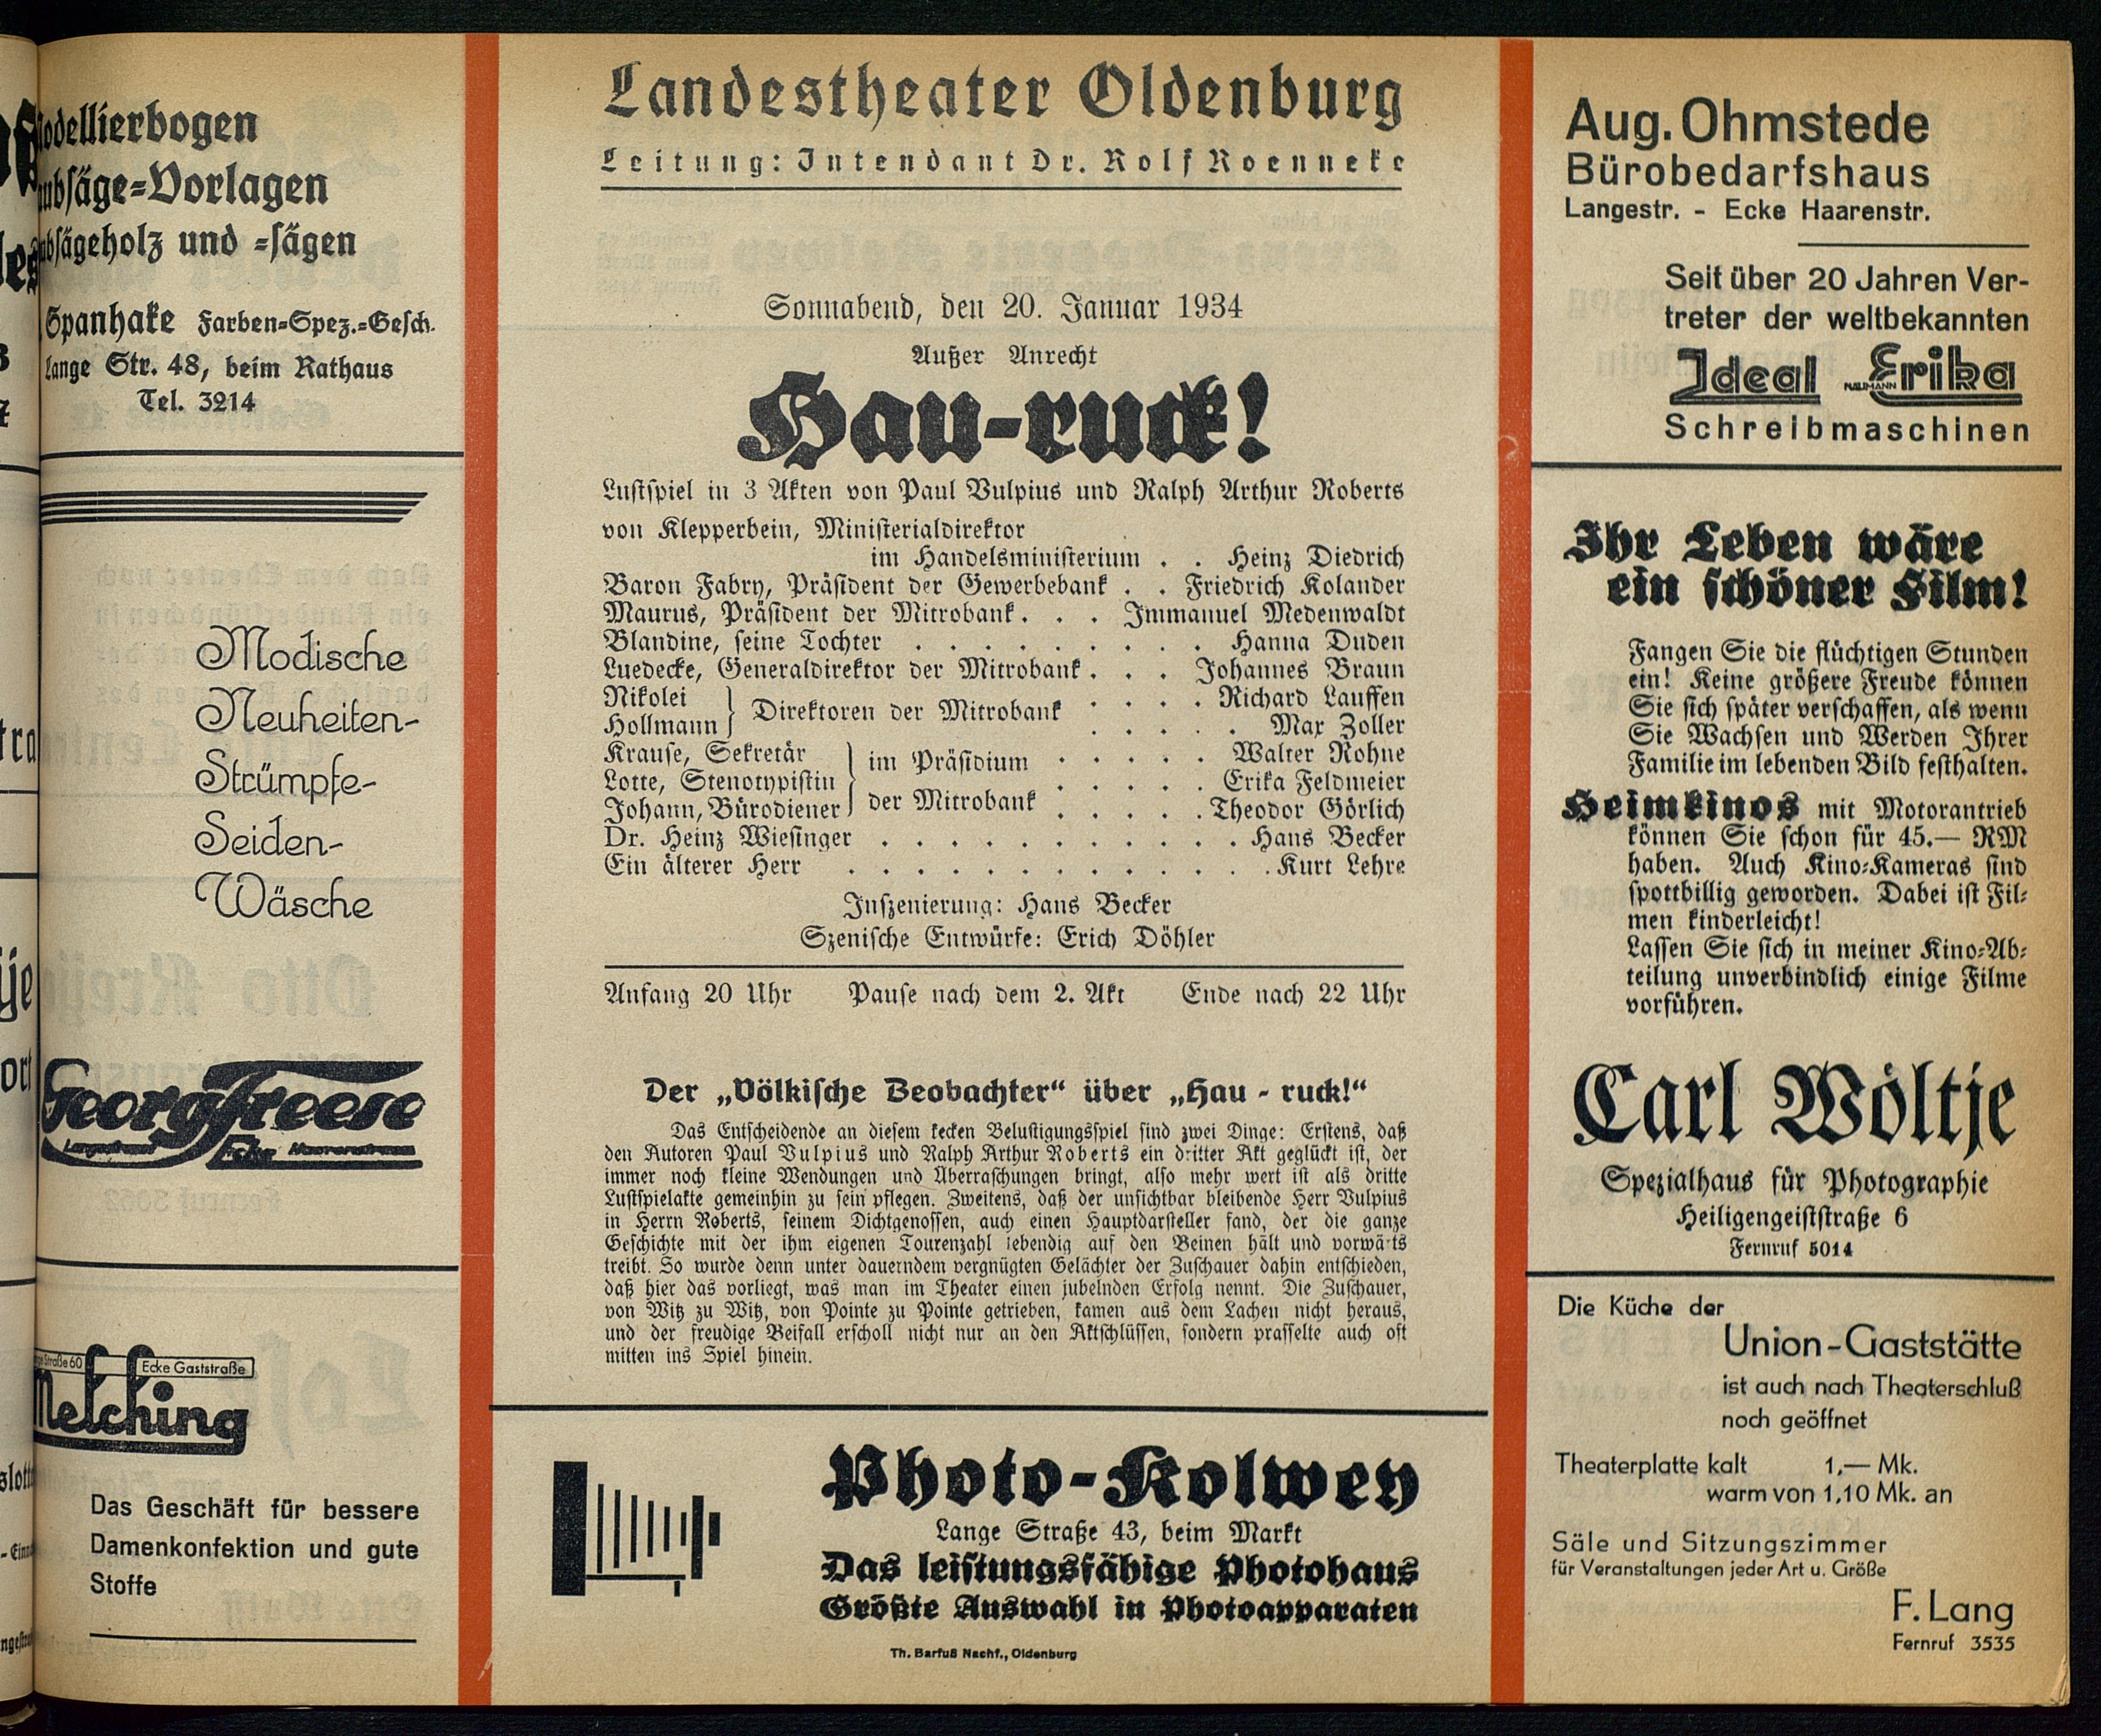 Modellierbogen
Laubsäge=Vorlagen
Laubsägeholz und =sägen
Spanhake Farben=Spez.=Gesch.
Lange Str. 48, beim Rathaus
Tel. 3214
Modische
Neuheiten-
Strümpfe-
Seiden-
Wäsche
Georg Freese
Langestrasse Ecke Haarenstrasse
Straße 60 Ecke Gaststraße
Melching
Das Geschäft für bessere
Damenkonfektion und gute
Stoffe
Landestheater Oldenburg
Leitung: Intendant Dr. Rolf Roenneke
Sonnabend, den 20. Januar 1934
Außer Anrecht
Hau-ruck!
Lustspiel in 3 Akten von Paul Vulpius und Ralph Arthur Roberts
von Klepperbein, Ministerialdirektor
im Handelsministerium . . Heinz Diedrich
Baron Fabry, Präsident der Gewerbebank . . Friedrich Kolander
Maurus, Präsident der Mitrobank . . . Immanuel Medenwaldt
Blandine, seine Tochter . . . . . . . . . Hanna Duden
Luedecke, Generaldirektor der Mitrobank . . . Johannes Braun
Nikolei } Direktoren der Mitrobank . . . . Richard Lauffen
Hollmann } . . . . . Max Zoller
Krause, Sekretär } im Präsidium . . . . . Walter Rohne
Lotte, Stenotypistin } . . . . . Erika Feldmeier
Johann, Bürodiener } der Mitrobank . . . . . Theodor Görlich
Dr. Heinz Wiesinger . . . . . . . . . . . Hans Becker
Ein älterer Herr . . . . . . . . . . . . Kurt Lehre
Inszenierung: Hans Becker
Szenische Entwürfe: Erich Döhler
Anfang 20 Uhr Pause nach dem 2. Akt Ende nach 22 Uhr
Der „Völkische Beobachter“ über „Hau - ruck!“
Das Entscheidende an diesem kecken Belustigungsspiel sind zwei Dinge: Erstens, daß
den Autoren Paul Vulpius und Ralph Arthur Roberts ein dritter Akt geglückt ist, der
immer noch kleine Wendungen und Überraschungen bringt, also mehr wert ist als dritte
Lustspielakte gemeinhin zu sein pflegen. Zweitens, daß der unsichtbar bleibende Herr Vulpius
in Herrn Roberts, seinem Dichtgenossen, auch einen Hauptdarsteller fand, der die ganze
Geschichte mit der ihm eigenen Tourenzahl lebendig auf den Beinen hält und vorwärts
treibt. So wurde denn unter dauerndem vergnügten Gelächter der Zuschauer dahin entschieden,
daß hier das vorliegt, was man im Theater einen jubelnden Erfolg nennt. Die Zuschauer,
von Witz zu Witz, von Pointe zu Pointe getrieben, kamen aus dem Lachen nicht heraus,
und der freudige Beifall erscholl nicht nur an den Aktschlüssen, sondern prasselte auch oft
mitten ins Spiel hinein.
Photo-Kolwey
Lange Straße 43, beim Markt
Das leistungsfähige Photohaus
Größte Auswahl in Photoapparaten
Th. Barfuß Nachf., Oldenburg
Aug. Ohmstede
Bürobedarfshaus
Langestr. - Ecke Haarenstr.
Seit über 20 Jahren Ver-
treter der weltbekannten
Ideal NAUMANN Erika
Schreibmaschinen
Ihr Leben wäre
ein schöner Film!
Fangen Sie die flüchtigen Stunden
ein! Keine größere Freude können
Sie sich später verschaffen, als wenn
Sie Wachsen und Werden Ihrer
Familie im lebenden Bild festhalten.
Heimkinos mit Motorantrieb
können Sie schon für 45.— RM
haben. Auch Kino=Kameras sind
spottbillig geworden. Dabei ist Fil=
men kinderleicht!
Lassen Sie sich in meiner Kino=Ab=
teilung unverbindlich einige Filme
vorführen.
Carl Wöltje
Spezialhaus für Photographie
Heiligengeiststraße 6
Fernruf 5014
Die Küche der
Union-Gaststätte
ist auch nach Theaterschluß
noch geöffnet
Theaterplatte kalt 1,— Mk.
warm von 1,10 Mk. an
Säle und Sitzungszimmer
für Veranstaltungen jeder Art u. Größe
F. Lang
Fernruf 3535